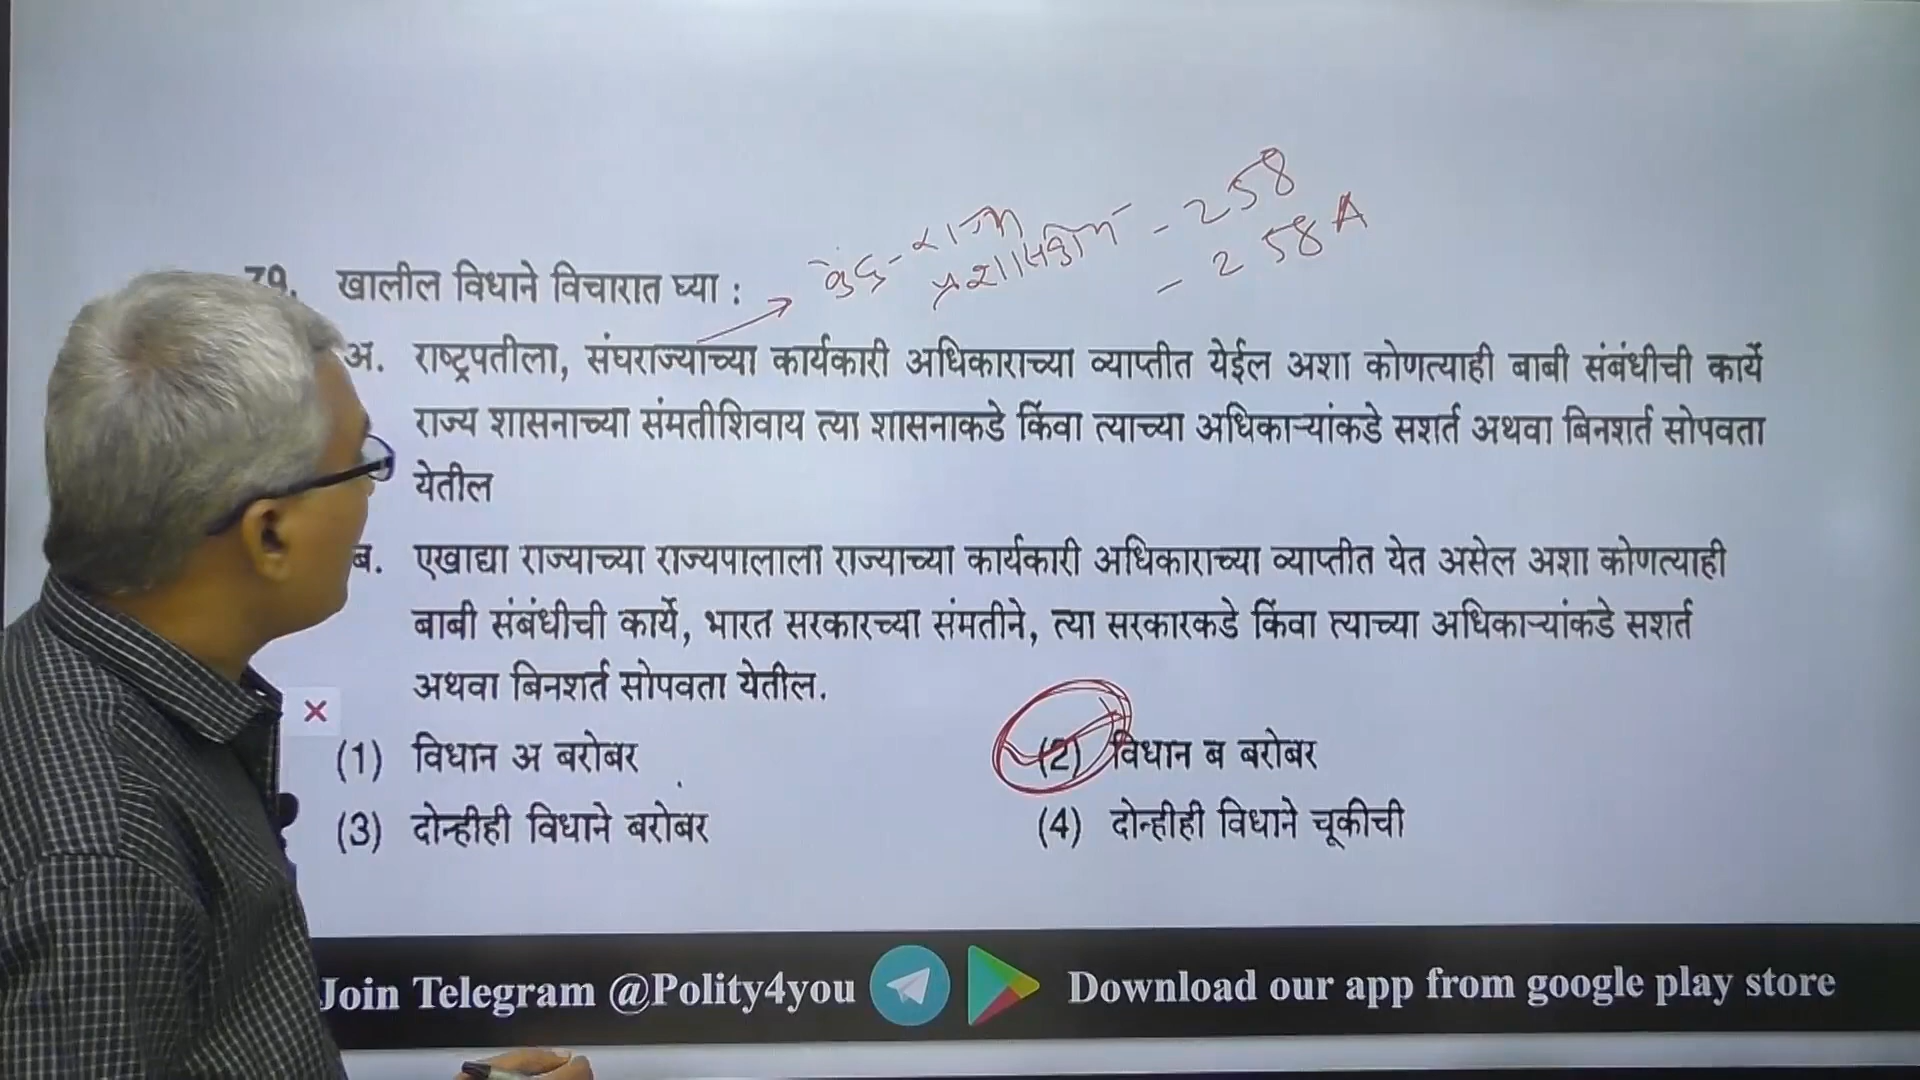 केंद्र - राज्य - 258
प्रशासकीय - 258 A
79. खालील विधाने विचारात घ्या :
अ. राष्ट्रपतीला, संघराज्याच्या कार्यकारी अधिकाराच्या व्याप्तीत येईल अशा कोणत्याही बाबी संबंधीची कार्ये
राज्य शासनाच्या संमतीशिवाय त्या शासनाकडे किंवा त्याच्या अधिकाऱ्यांकडे सशर्त अथवा बिनशर्त सोपवता
येतील
ब. एखाद्या राज्याच्या राज्यपालाला राज्याच्या कार्यकारी अधिकाराच्या व्याप्तीत येत असेल अशा कोणत्याही
बाबी संबंधीची कार्ये, भारत सरकारच्या संमतीने, त्या सरकारकडे किंवा त्याच्या अधिकाऱ्यांकडे सशर्त
अथवा बिनशर्त सोपवता येतील.
(1) विधान अ बरोबर (2) विधान ब बरोबर
(3) दोन्हीही विधाने बरोबर (4) दोन्हीही विधाने चूकीची
Join Telegram @Polity4you Download our app from google play store